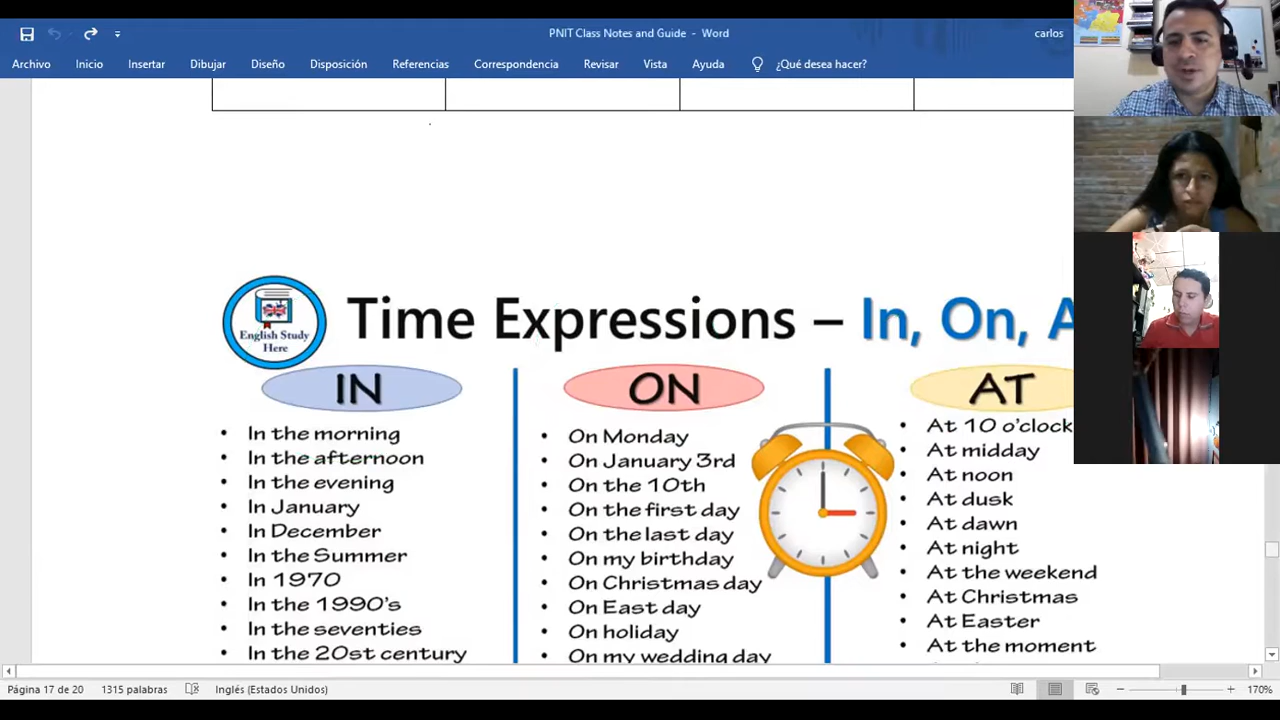 PNIT Class Notes and Guide - Word
carlos
Archivo Inicio Insertar Dibujar Diseño Disposición Referencias Correspondencia Revisar Vista Ayuda ¿Qué desea hacer?
English Study
Here
Time Expressions – In, On, A
IN
In the morning
In the afternoon
In the evening
In January
In December
In the Summer
In 1970
In the 1990's
In the seventies
In the 20st century
ON
On Monday
On January 3rd
On the 10th
On the first day
On the last day
On my birthday
On Christmas day
On East day
On holiday
On my wedding day
AT
At 10 o'clock
At midday
At noon
At dusk
At dawn
At night
At the weekend
At Christmas
At Easter
At the moment
Página 17 de 20 1315 palabras Inglés (Estados Unidos) 170%